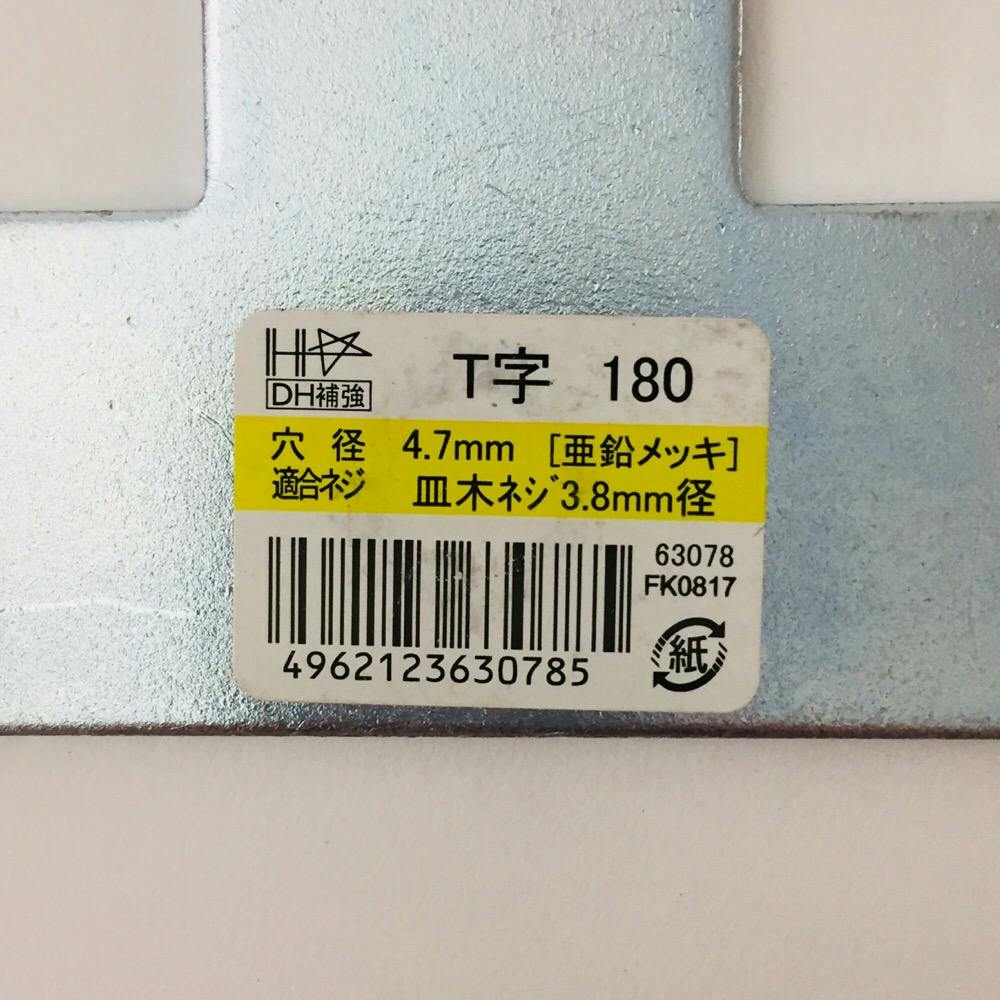 DH補強
T字 180
穴径 4.7mm [亜鉛メッキ]
適合ネジ 皿木ネジ3.8mm径
63078
FK0817
4962123630785
紙